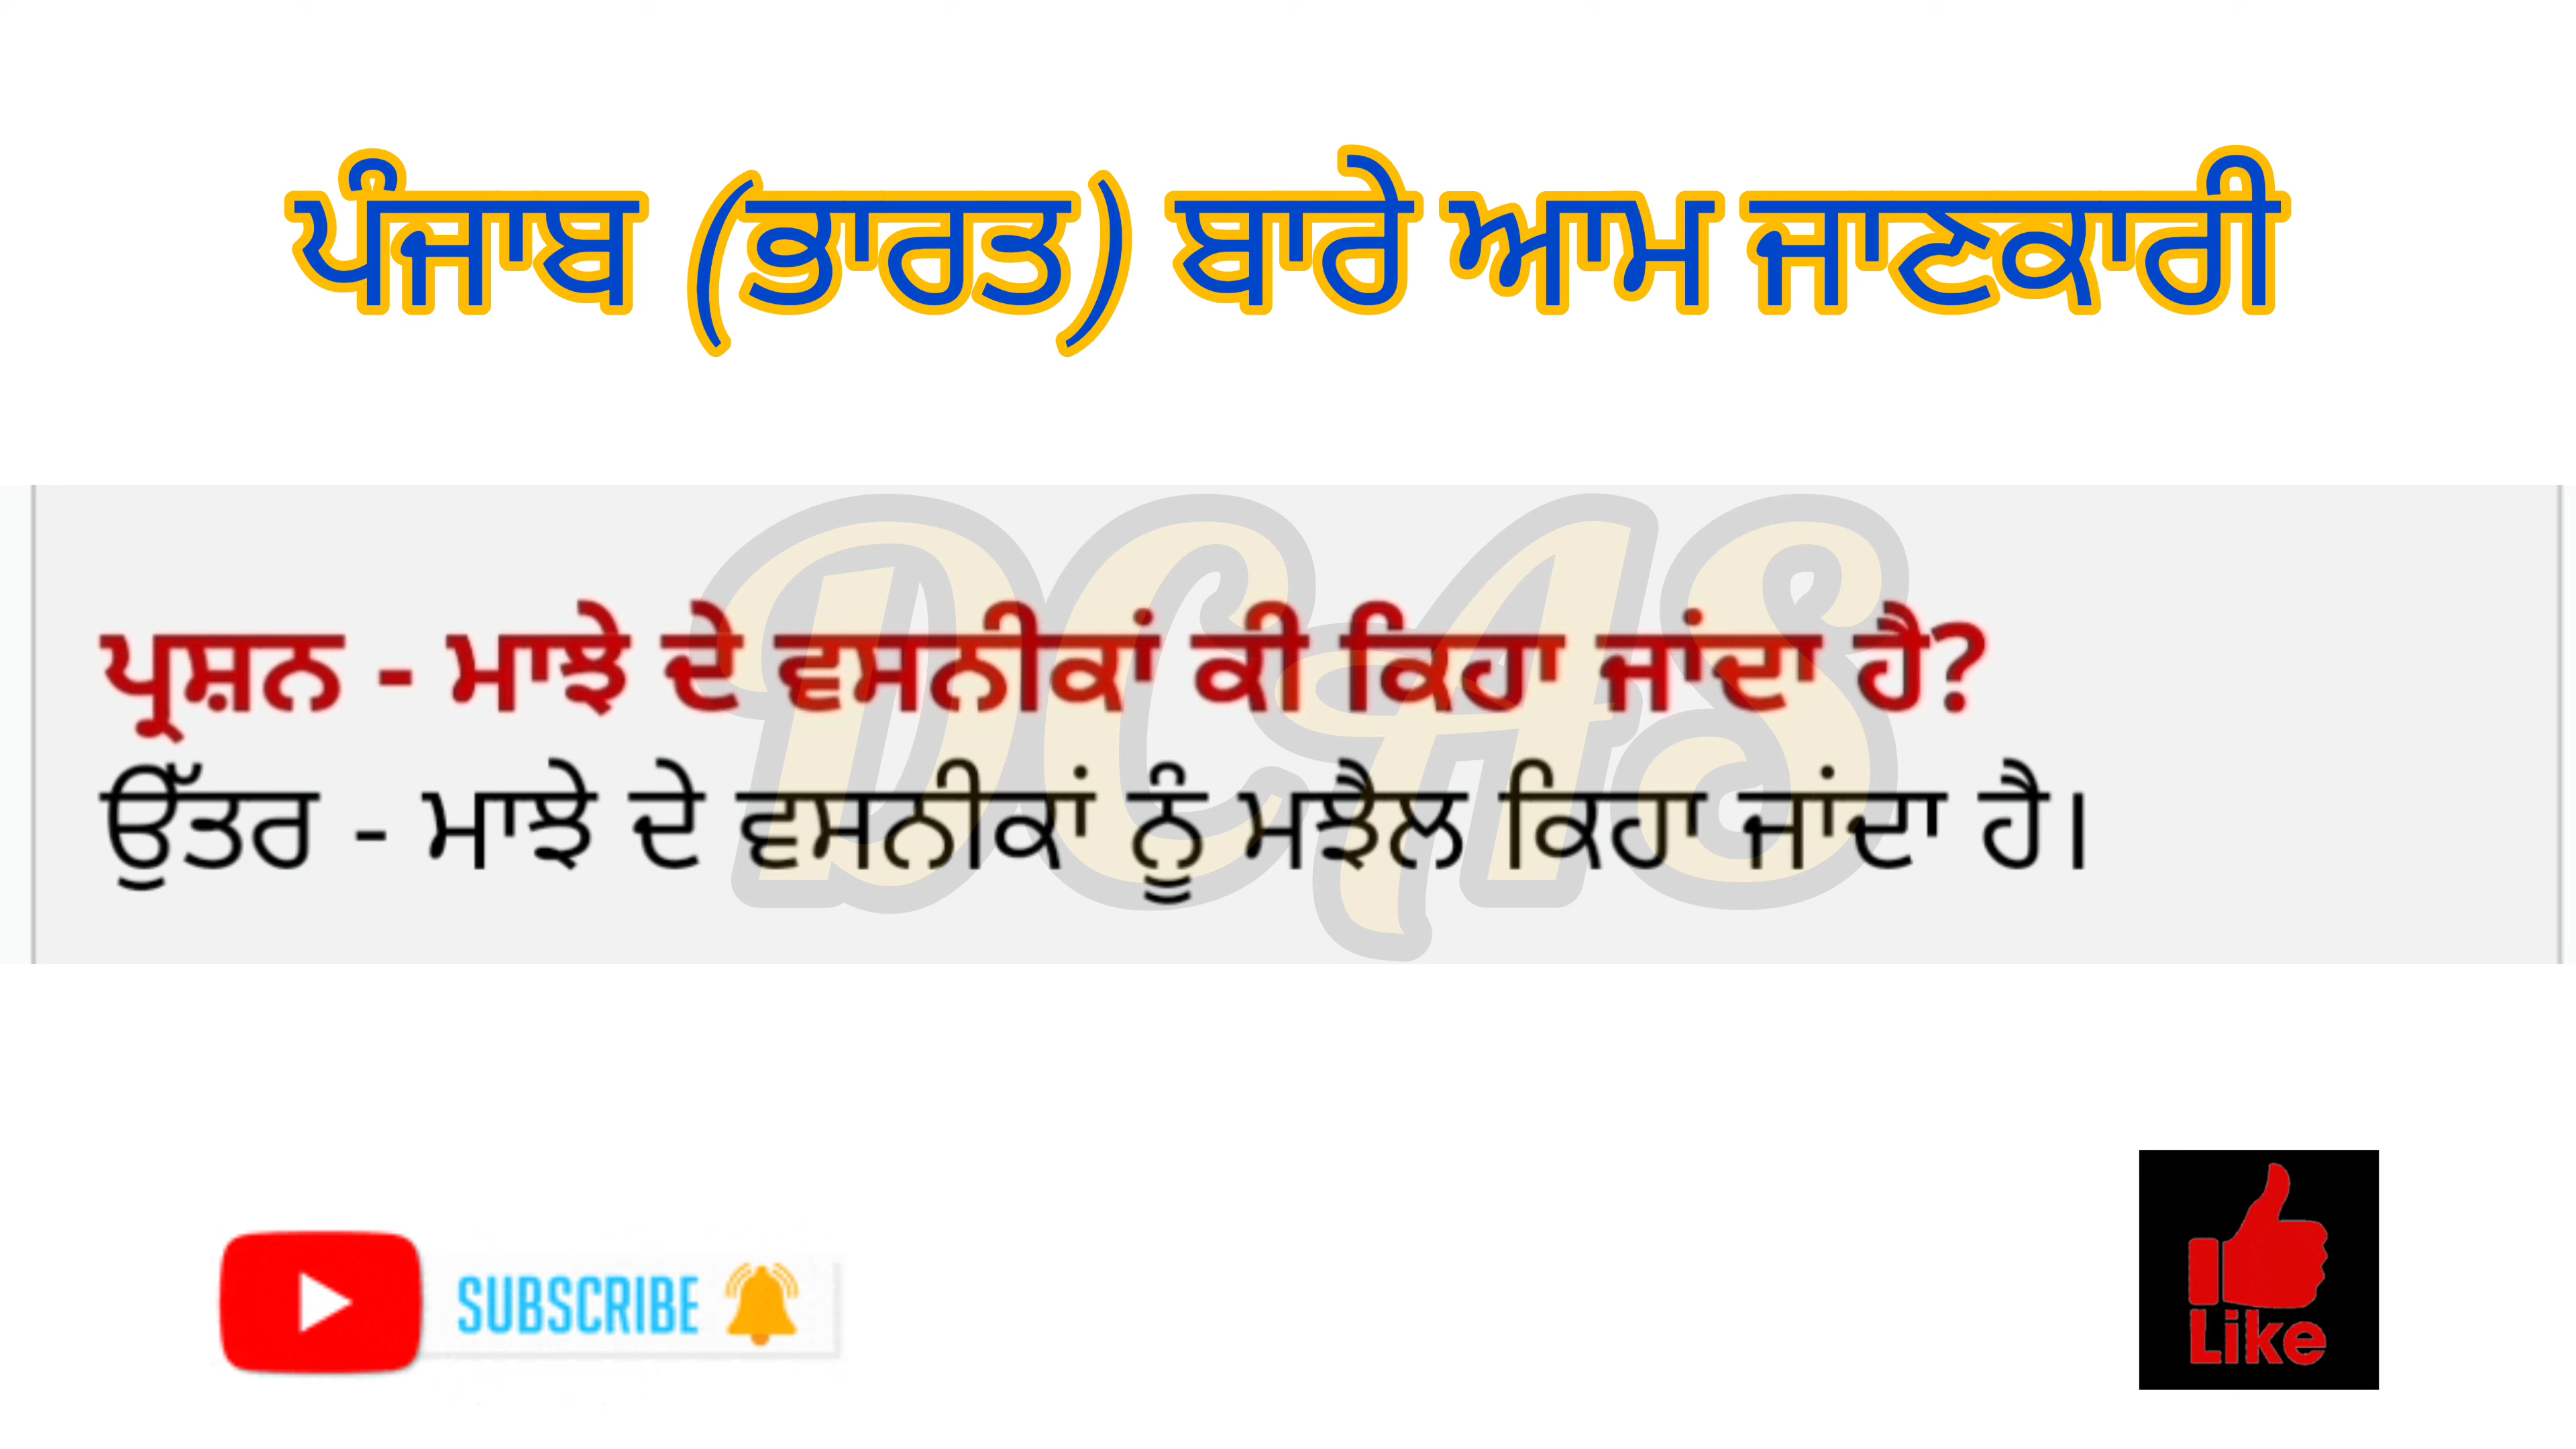 ਪੰਜਾਬ (ਭਾਰਤ) ਬਾਰੇ ਆਮ ਜਾਣਕਾਰੀ
DCAS
ਪ੍ਰਸ਼ਨ - ਮਾਝੇ ਦੇ ਵਸਨੀਕਾਂ ਕੀ ਕਿਹਾ ਜਾਂਦਾ ਹੈ?
ਉੱਤਰ - ਮਾਝੇ ਦੇ ਵਸਨੀਕਾਂ ਨੂੰ ਮਝੈਲ ਕਿਹਾ ਜਾਂਦਾ ਹੈ।
SUBSCRIBE
Like